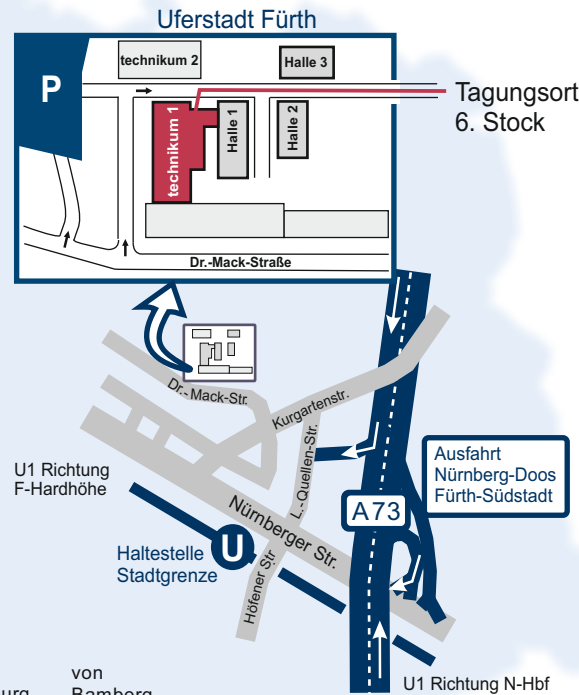 Uferstadt Fürth
P
technikum 2
Halle 3
technikum 1
Halle 1
Halle 2
Tagungsort
6. Stock
Dr.-Mack-Straße
Dr.-Mack-Str.
Kurgartenstr.
L.-Quellen-Str.
Ausfahrt
Nürnberg-Doos
Fürth-Südstadt
A73
U1 Richtung
F-Hardhöhe
Nürnberger Str.
U
Haltestelle
Stadtgrenze
Höfener Str
U1 Richtung N-Hbf
von
Bamberg